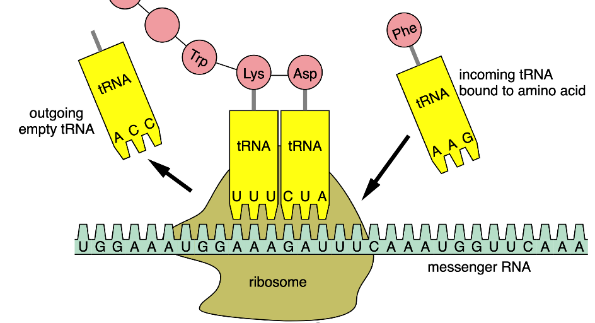 Phe
Trp
Lys
Asp
tRNA
A C C
outgoing
empty tRNA
tRNA
U U U
tRNA
C U A
tRNA
A A G
incoming tRNA
bound to amino acid
U G G A A A U G G A A A G A U U U C A A A U G G U U C A A A
messenger RNA
ribosome